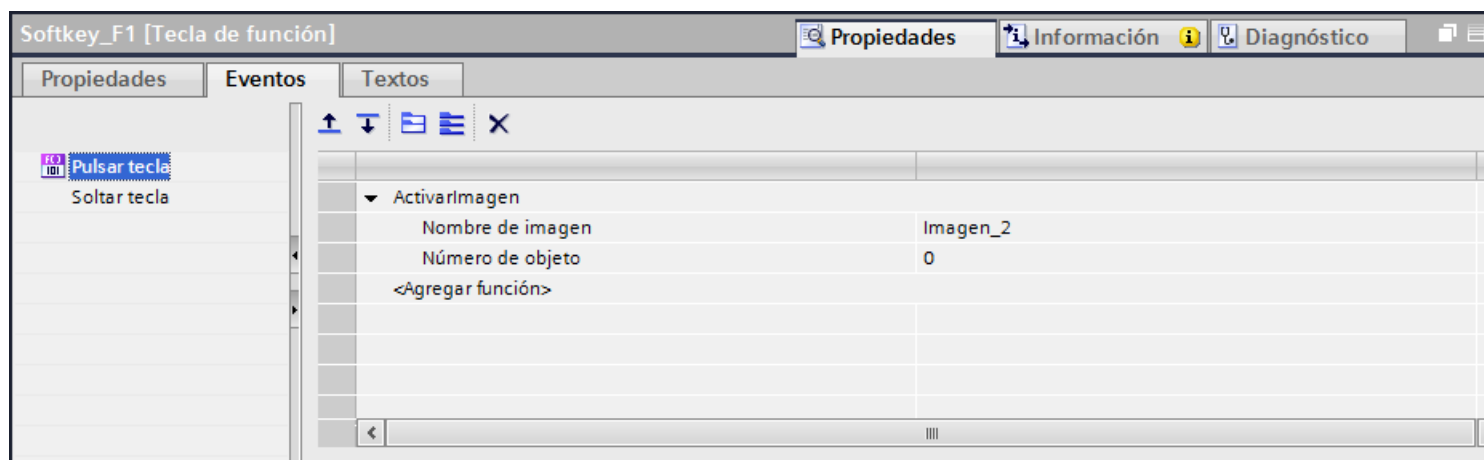 Softkey_F1 [Tecla de función]
Propiedades
Información
Diagnóstico
Propiedades
Eventos
Textos
Pulsar tecla
Soltar tecla
ActivarImagen
Nombre de imagen Imagen_2
Número de objeto 0
<Agregar función>